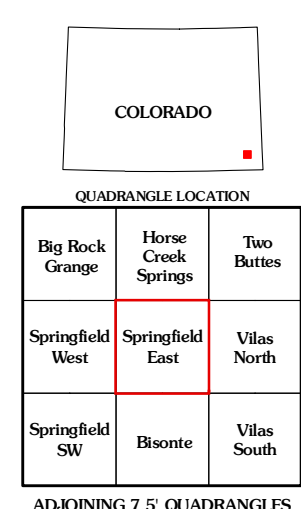 COLORADO
QUADRANGLE LOCATION
Big Rock
Grange
Horse
Creek
Springs
Two
Buttes
Springfield
West
Springfield
East
Vilas
North
Springfield
SW
Bisonte
Vilas
South
ADJOINING 7.5' QUADRANGLES